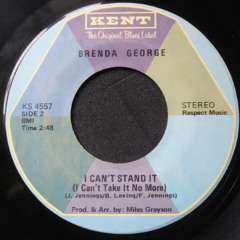 KENT
The Original Blues Label
BRENDA GEORGE
KS 4557
SIDE 2
BMI
Time 2:48
STEREO
Respect Music
I CAN'T STAND IT
(I Can't Take It No More)
(J. Jennings/B. Lexing/F. Jennings)
Prod. & Arr. by: Miles Grayson